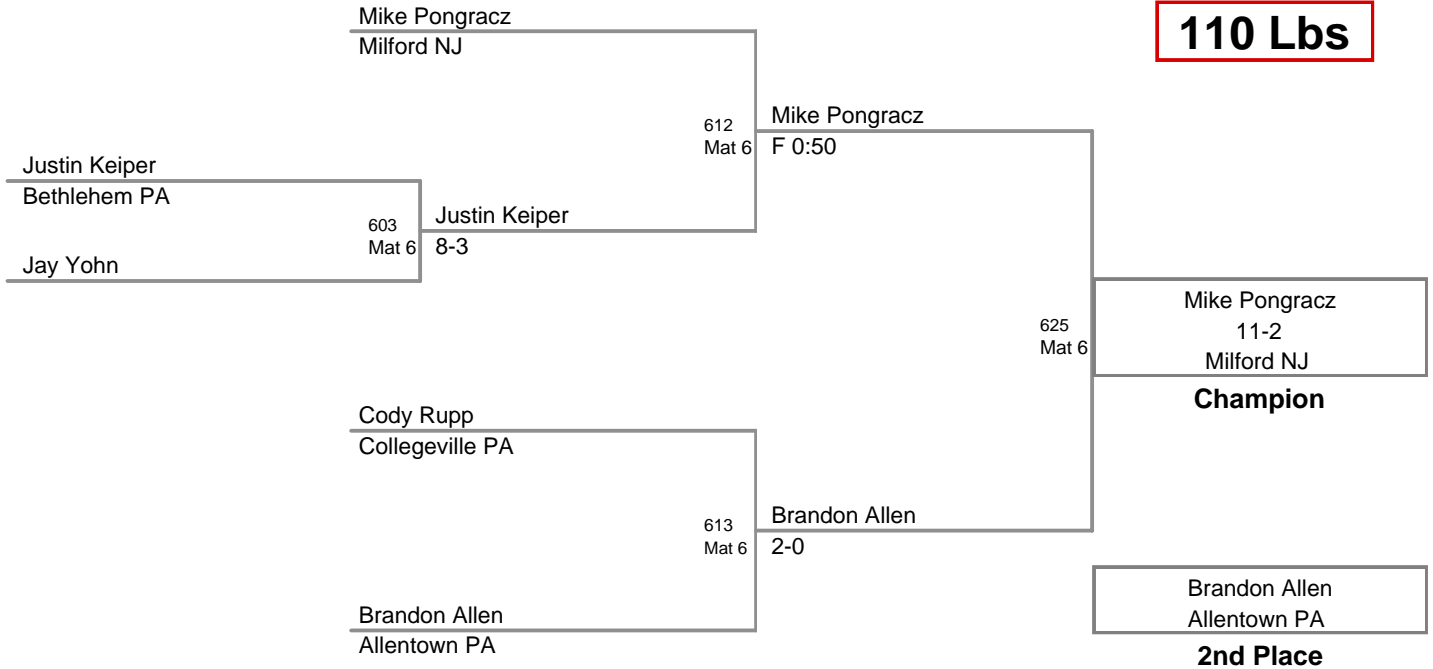 110 Lbs
Mike Pongracz
Milford NJ
612
Mat 6
Mike Pongracz
F 0:50
Justin Keiper
Bethlehem PA
603
Mat 6
Justin Keiper
8-3
Jay Yohn
625
Mat 6
Mike Pongracz
11-2
Milford NJ
Champion
Cody Rupp
Collegeville PA
613
Mat 6
Brandon Allen
2-0
Brandon Allen
Allentown PA
Brandon Allen
Allentown PA
2nd Place